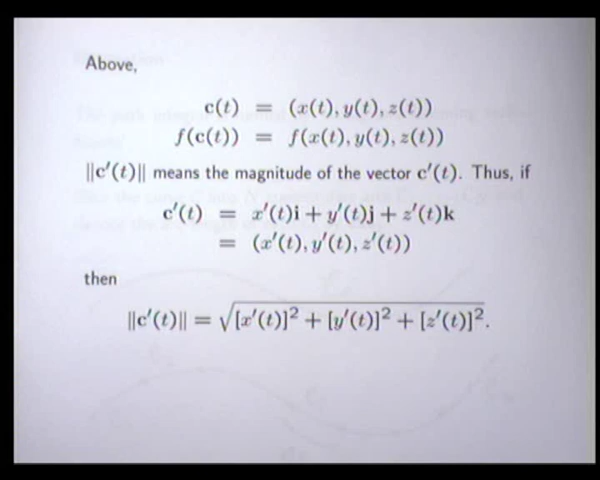 Above,
c(t) = (x(t), y(t), z(t))
f(c(t)) = f(x(t), y(t), z(t))
||c′(t)|| means the magnitude of the vector c′(t). Thus, if
c′(t) = x′(t)i + y′(t)j + z′(t)k
= (x′(t), y′(t), z′(t))
then
||c′(t)|| = √[x′(t)]² + [y′(t)]² + [z′(t)]².